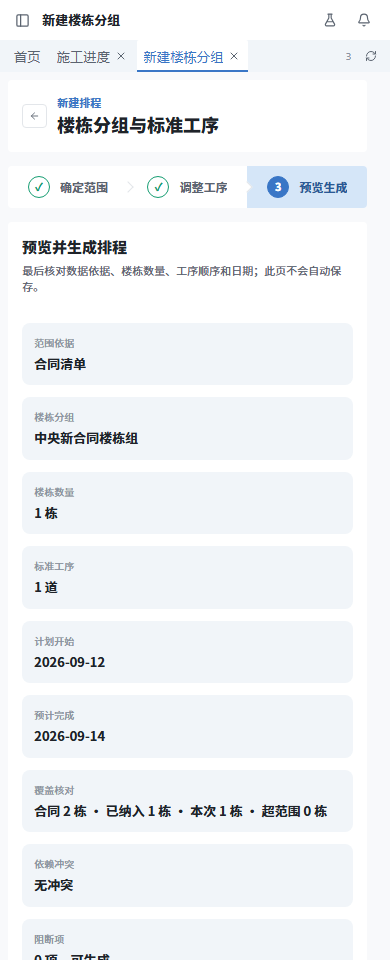 新建楼栋分组
首页
施工进度
新建楼栋分组
3
新建排程
楼栋分组与标准工序
确定范围
调整工序
3 预览生成
预览并生成排程
最后核对数据依据、楼栋数量、工序顺序和日期；此页不会自动保
存。
范围依据
合同清单
楼栋分组
中央新合同楼栋组
楼栋数量
1 栋
标准工序
1 道
计划开始
2026-09-12
预计完成
2026-09-14
覆盖核对
合同 2 栋 · 已纳入 1 栋 · 本次 1 栋 · 超范围 0 栋
依赖冲突
无冲突
阻断项
0 项，可生成